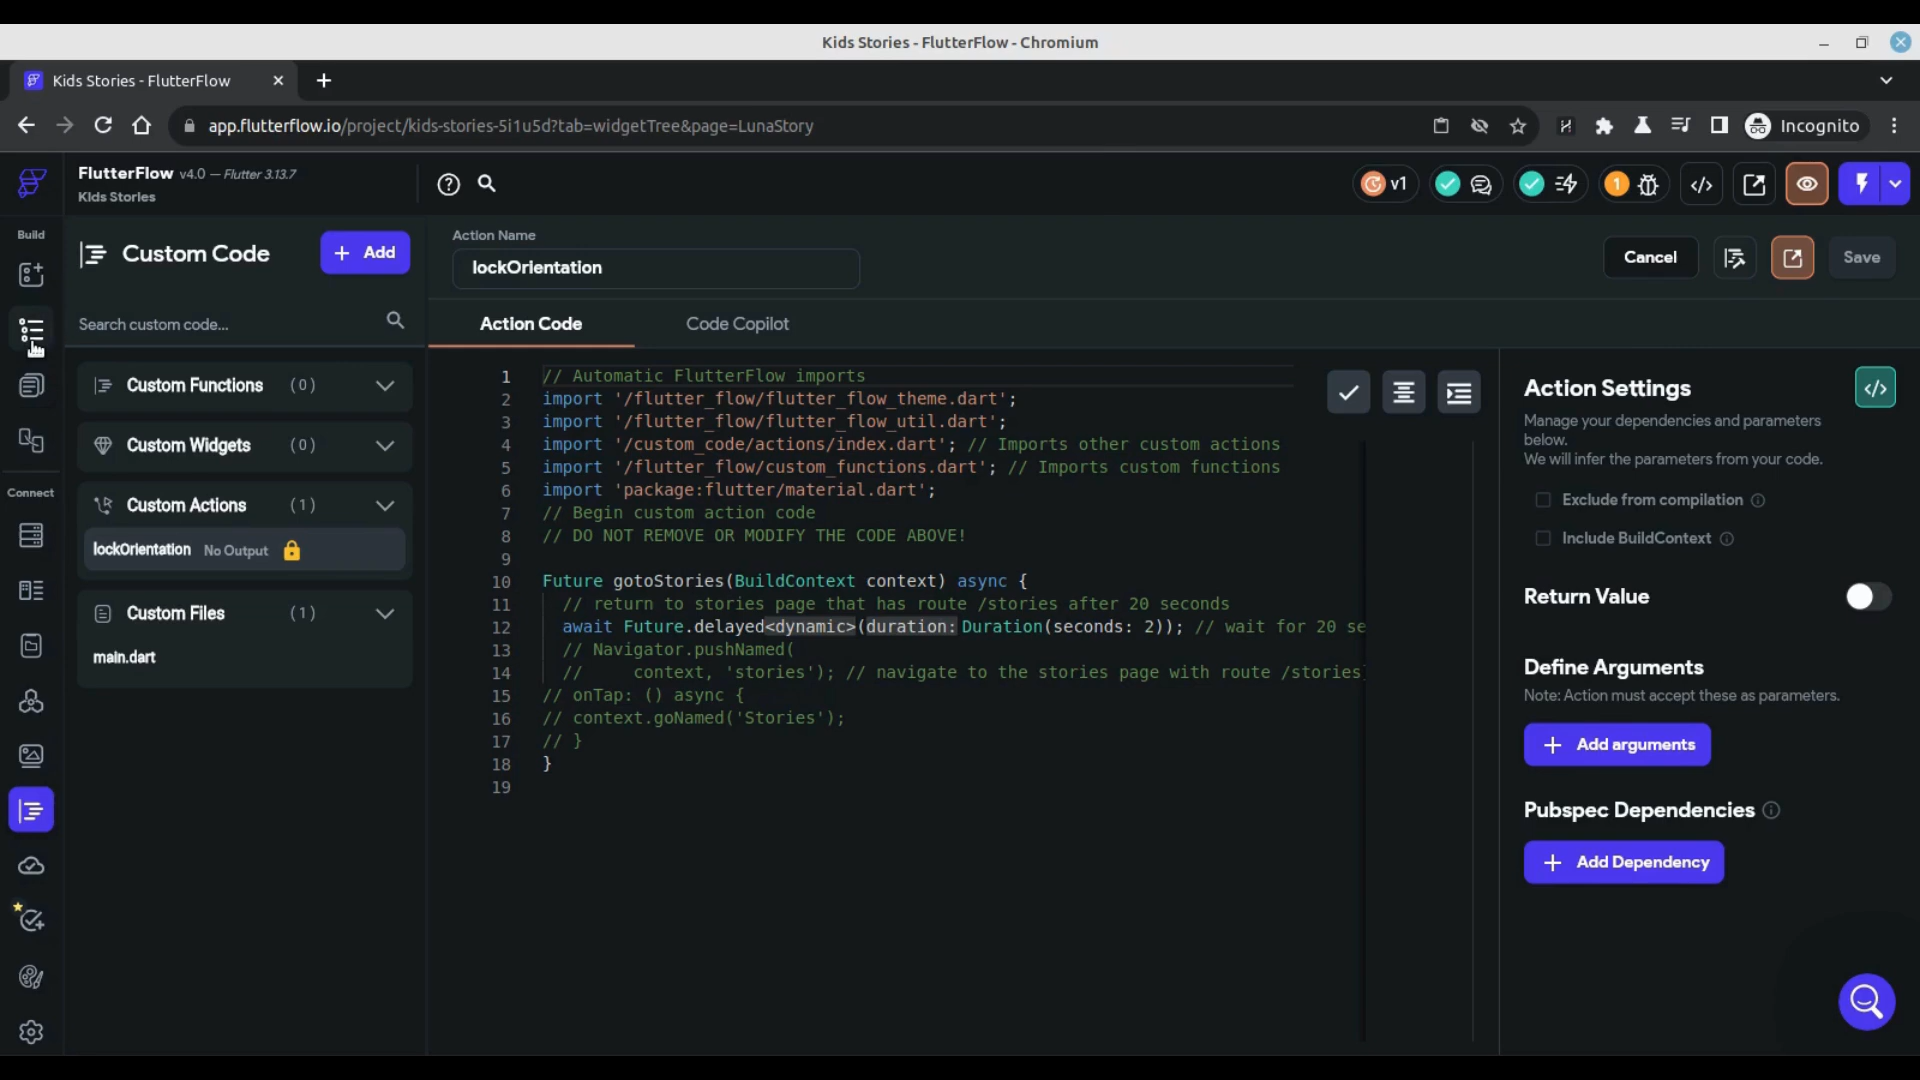 Kids Stories - FlutterFlow - Chromium
Kids Stories - FlutterFlow
app.flutterflow.io/project/kids-stories-5i1u5d?tab=widgetTree&page=LunaStory
Incognito
FlutterFlow v4.0 — Flutter 3.13.7
Kids Stories
v1
1
Build
Connect
Custom Code
+ Add
Search custom code...
Custom Functions (0)
Custom Widgets (0)
Custom Actions (1)
lockOrientation No Output
Custom Files (1)
main.dart
Action Name
lockOrientation
Cancel
Save
Action Code
Code Copilot
1 // Automatic FlutterFlow imports
2 import '/flutter_flow/flutter_flow_theme.dart';
3 import '/flutter_flow/flutter_flow_util.dart';
4 import '/custom_code/actions/index.dart'; // Imports other custom actions
5 import '/flutter_flow/custom_functions.dart'; // Imports custom functions
6 import 'package:flutter/material.dart';
7 // Begin custom action code
8 // DO NOT REMOVE OR MODIFY THE CODE ABOVE!
9
10 Future gotoStories(BuildContext context) async {
11 // return to stories page that has route /stories after 20 seconds
12 await Future.delayed<dynamic>(duration: Duration(seconds: 2)); // wait for 20 se
13 // Navigator.pushNamed(
14 // context, 'stories'); // navigate to the stories page with route /stories
15 // onTap: () async {
16 // context.goNamed('Stories');
17 // }
18 }
19
Action Settings
Manage your dependencies and parameters
below.
We will infer the parameters from your code.
Exclude from compilation
Include BuildContext
Return Value
Define Arguments
Note: Action must accept these as parameters.
+ Add arguments
Pubspec Dependencies
+ Add Dependency